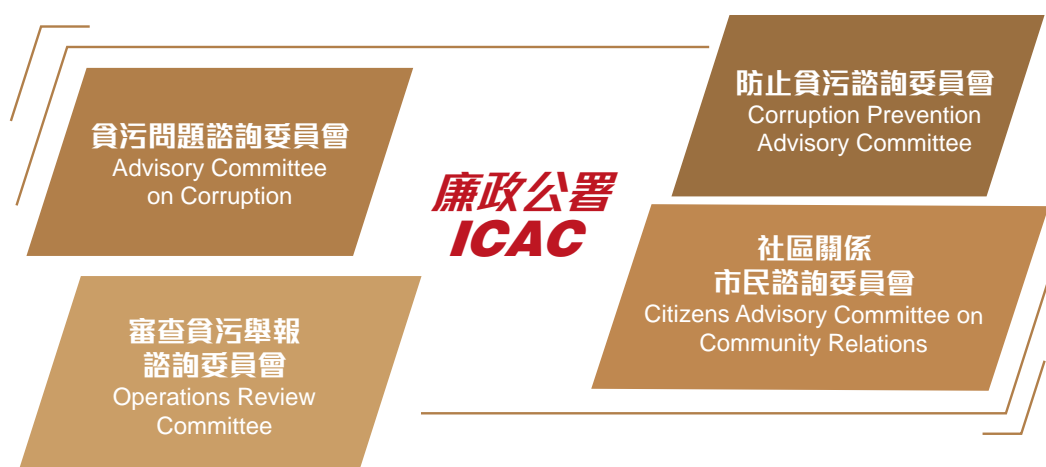 貪污問題諮詢委員會
Advisory Committee
on Corruption
防止貪污諮詢委員會
Corruption Prevention
Advisory Committee
廉政公署
ICAC
審查貪污舉報
諮詢委員會
Operations Review
Committee
社區關係
市民諮詢委員會
Citizens Advisory Committee on
Community Relations